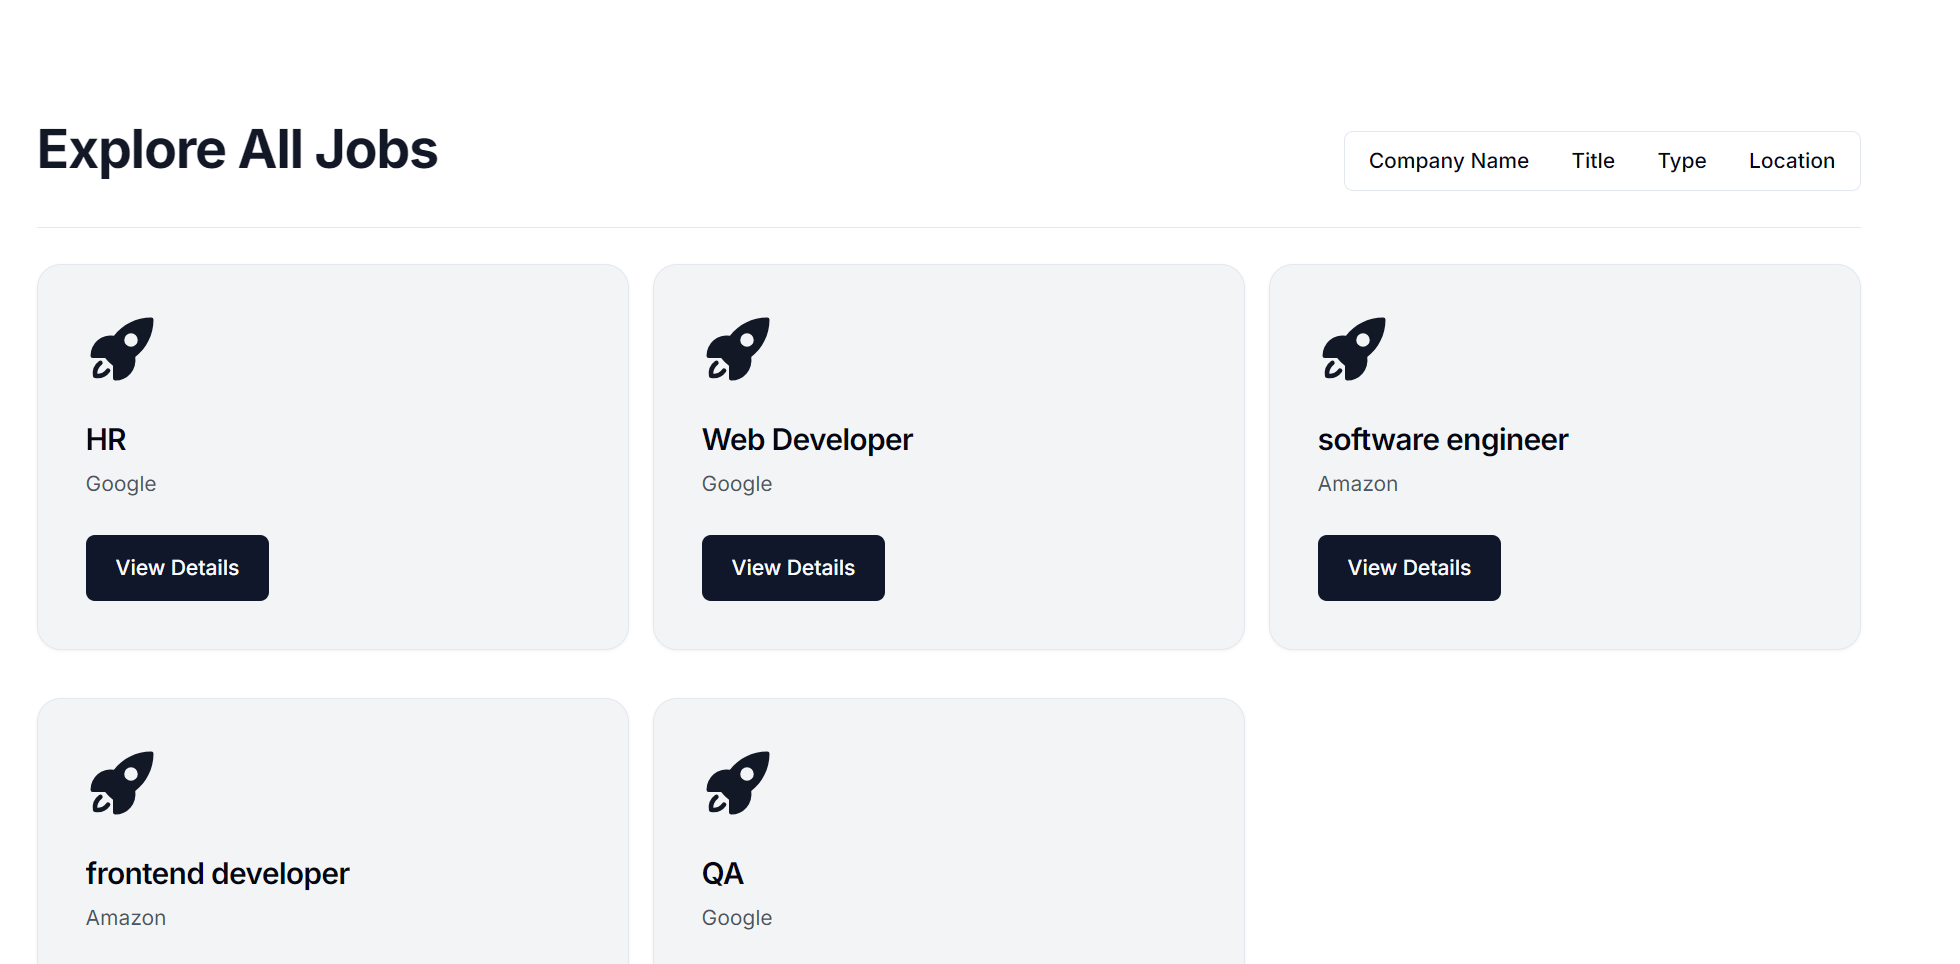 Explore All Jobs
Company Name Title Type Location
HR
Google
View Details
Web Developer
Google
View Details
software engineer
Amazon
View Details
frontend developer
Amazon
QA
Google